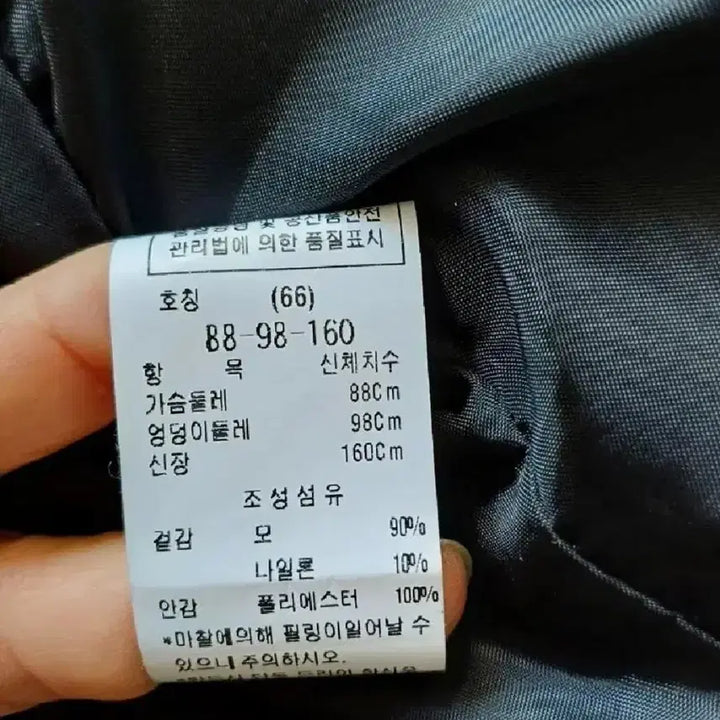 관리법에 의한 품질표시
호칭 (66)
88-98-160
항 목 신체치수
가슴둘레 88Cm
엉덩이둘레 98Cm
신장 160Cm
조성섬유
겉감 모 90%
나일론 10%
안감 폴리에스터 100%
*마찰에의해 필링이일어날 수
있으니 주의하시오.